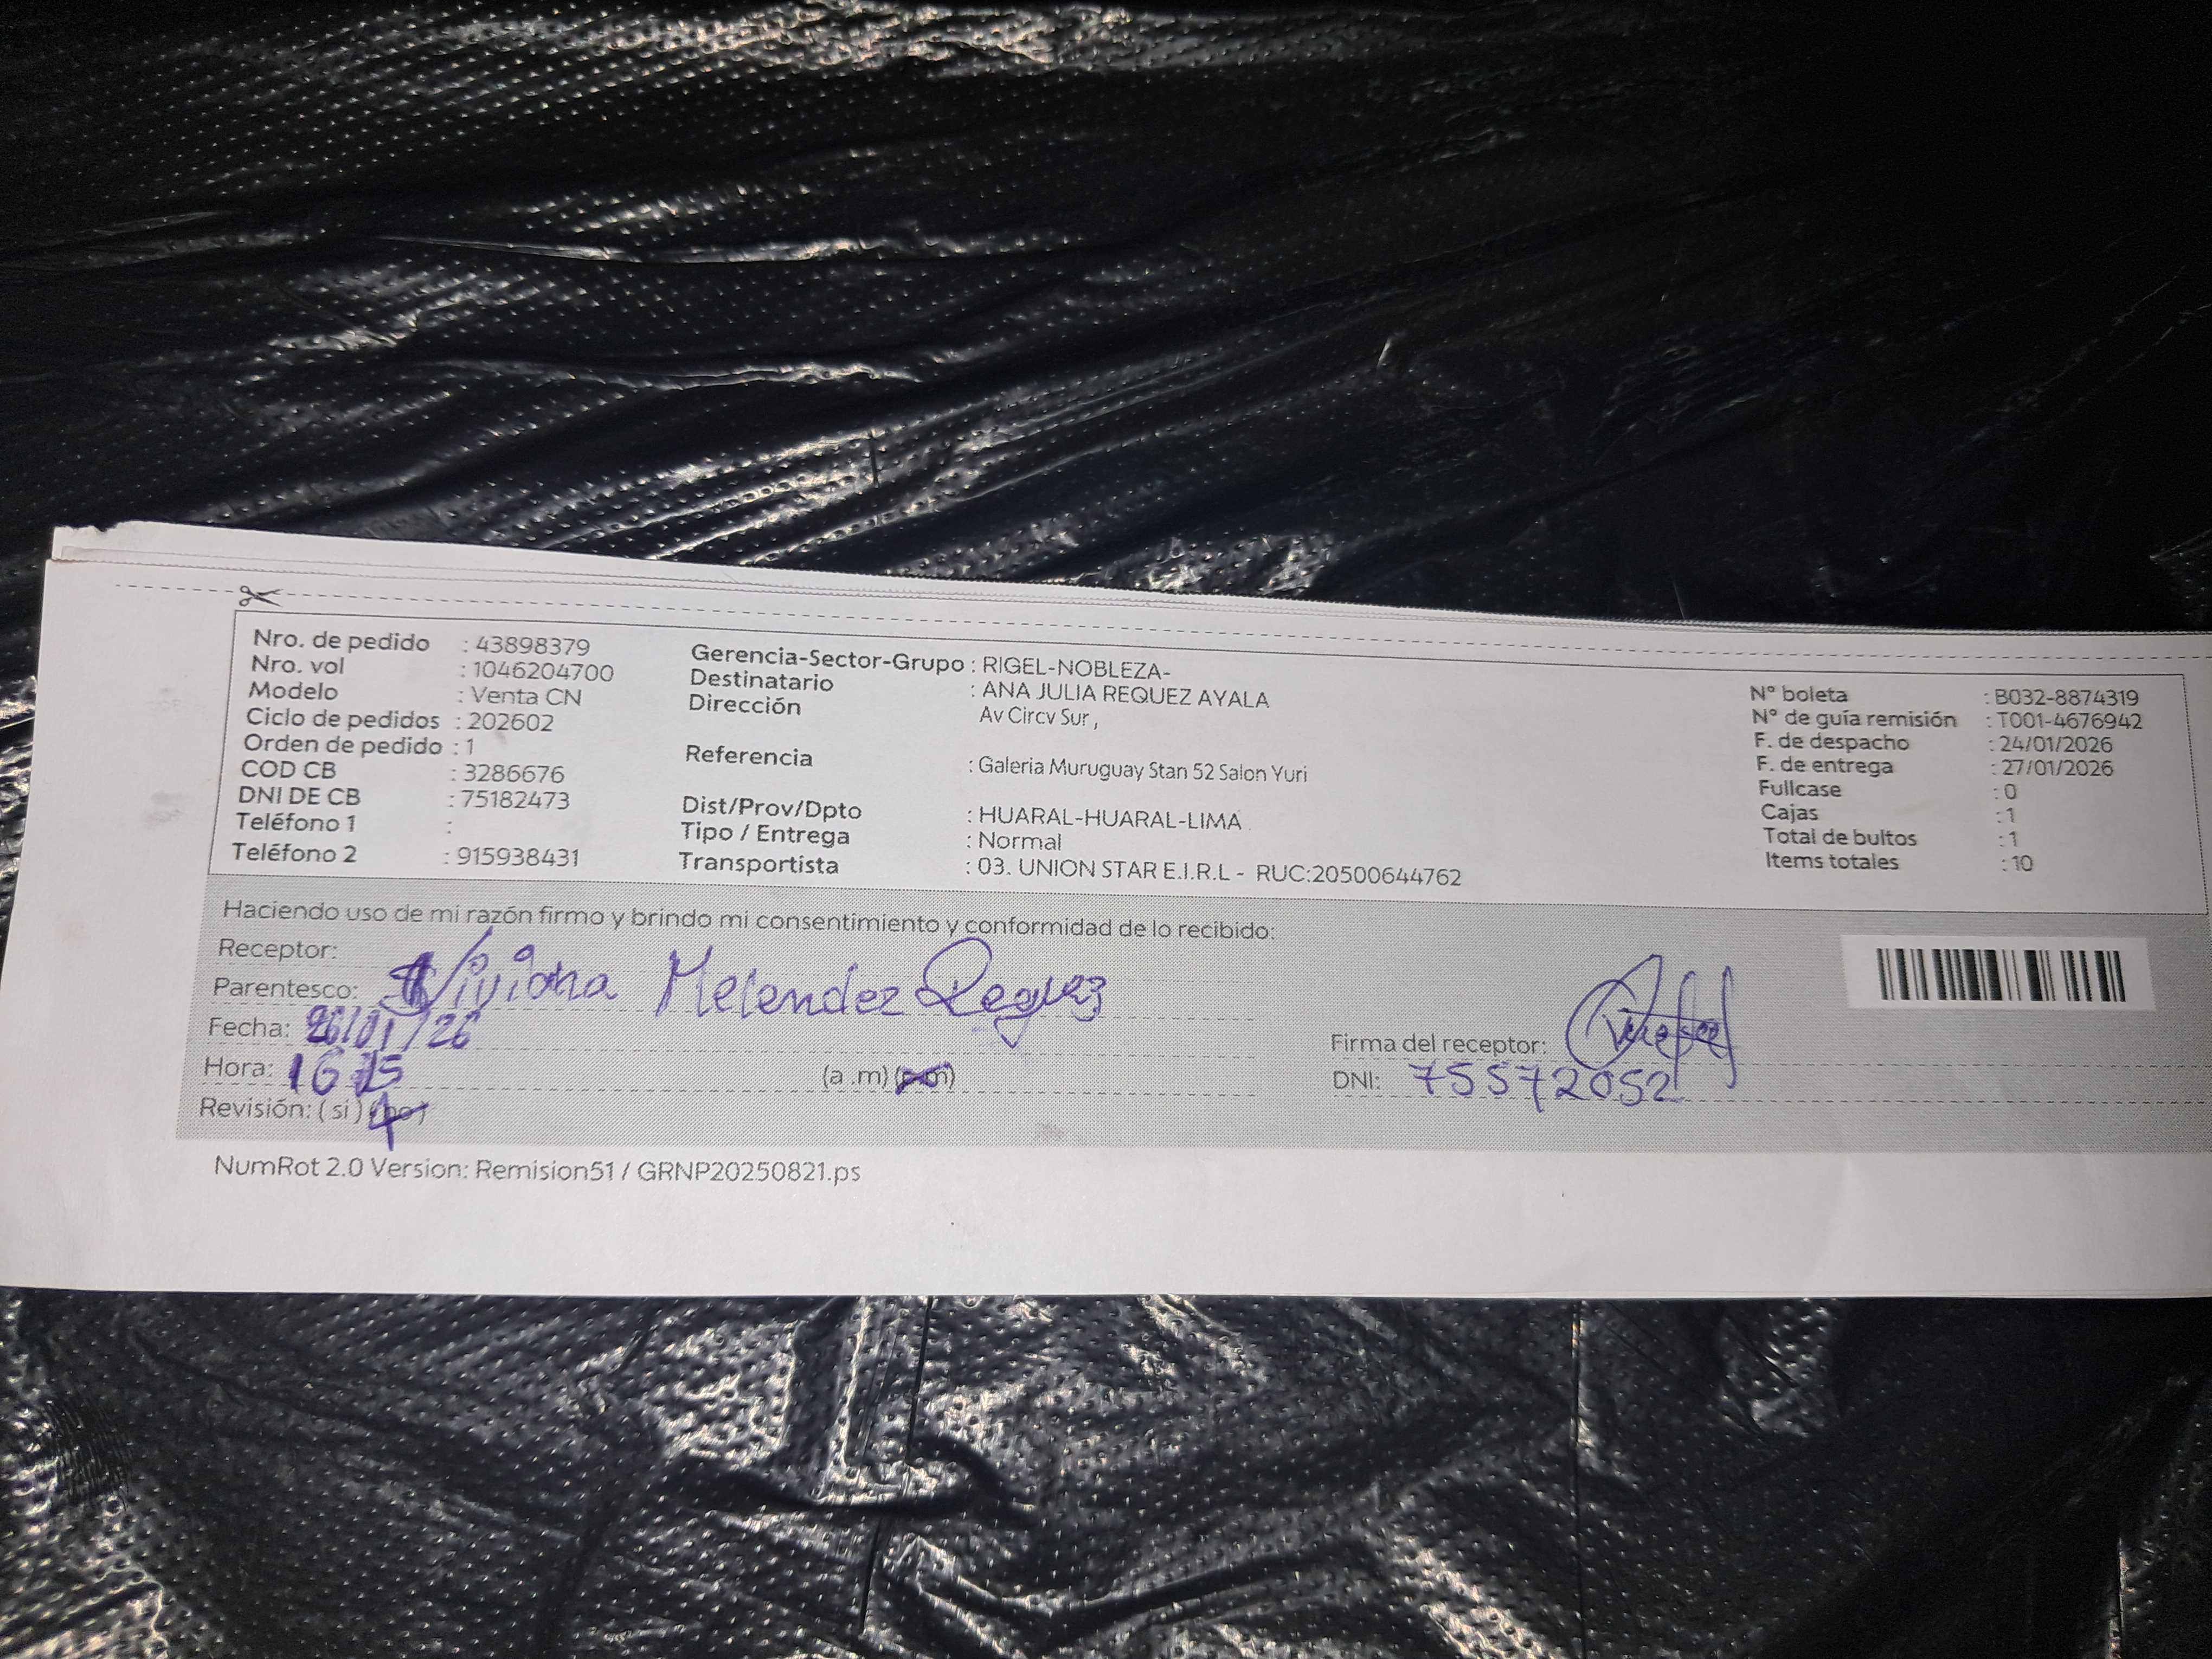 Nro. de pedido : 43898379
Nro. vol : 1046204700
Modelo : Venta CN
Ciclo de pedidos : 202602
Orden de pedido : 1
COD CB : 3286676
DNI DE CB : 75182473
Teléfono 1 :
Teléfono 2 : 915938431
Gerencia-Sector-Grupo : RIGEL-NOBLEZA-
Destinatario : ANA JULIA REQUEZ AYALA
Dirección Av Circv Sur ,
Referencia : Galeria Muruguay Stan 52 Salon Yuri
Dist/Prov/Dpto : HUARAL-HUARAL-LIMA
Tipo / Entrega : Normal
Transportista : 03. UNION STAR E.I.R.L - RUC:20500644762
N° boleta : B032-8874319
N° de guía remisión : T001-4676942
F. de despacho : 24/01/2026
F. de entrega : 27/01/2026
Fullcase : 0
Cajas : 1
Total de bultos : 1
Items totales : 10
Haciendo uso de mi razón firmo y brindo mi consentimiento y conformidad de lo recibido:
Receptor:
Parentesco: Viviana Melendez Requez
Fecha: 26/01/26
Hora: 16 (a .m) (p.m)
Revisión: ( si ) (no)
Firma del receptor:
DNI: 75572052
NumRot 2.0 Version: Remision51 / GRNP20250821.ps